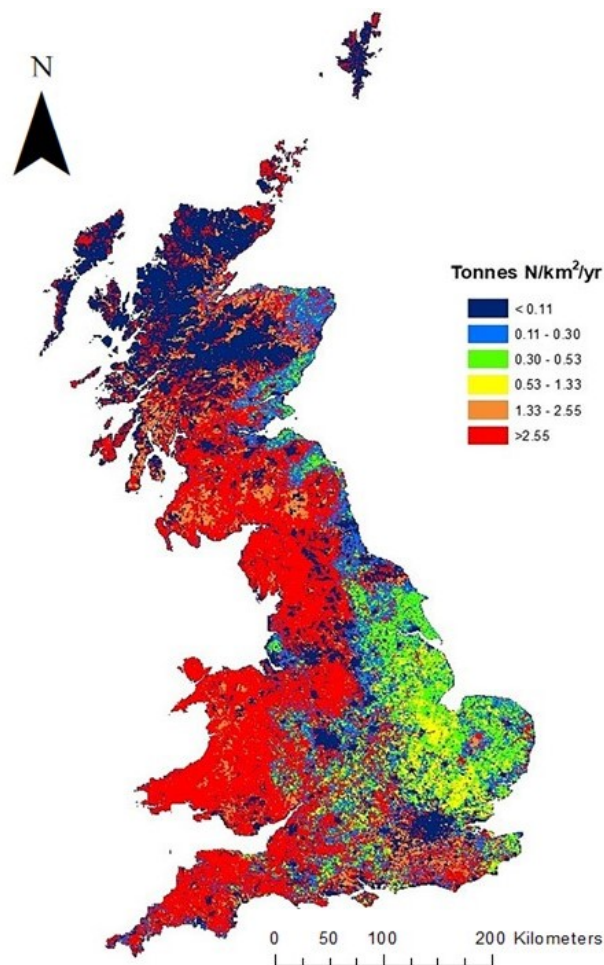 N
Tonnes N/km²/yr
< 0.11
0.11 - 0.30
0.30 - 0.53
0.53 - 1.33
1.33 - 2.55
>2.55
0 50 100 200 Kilometers